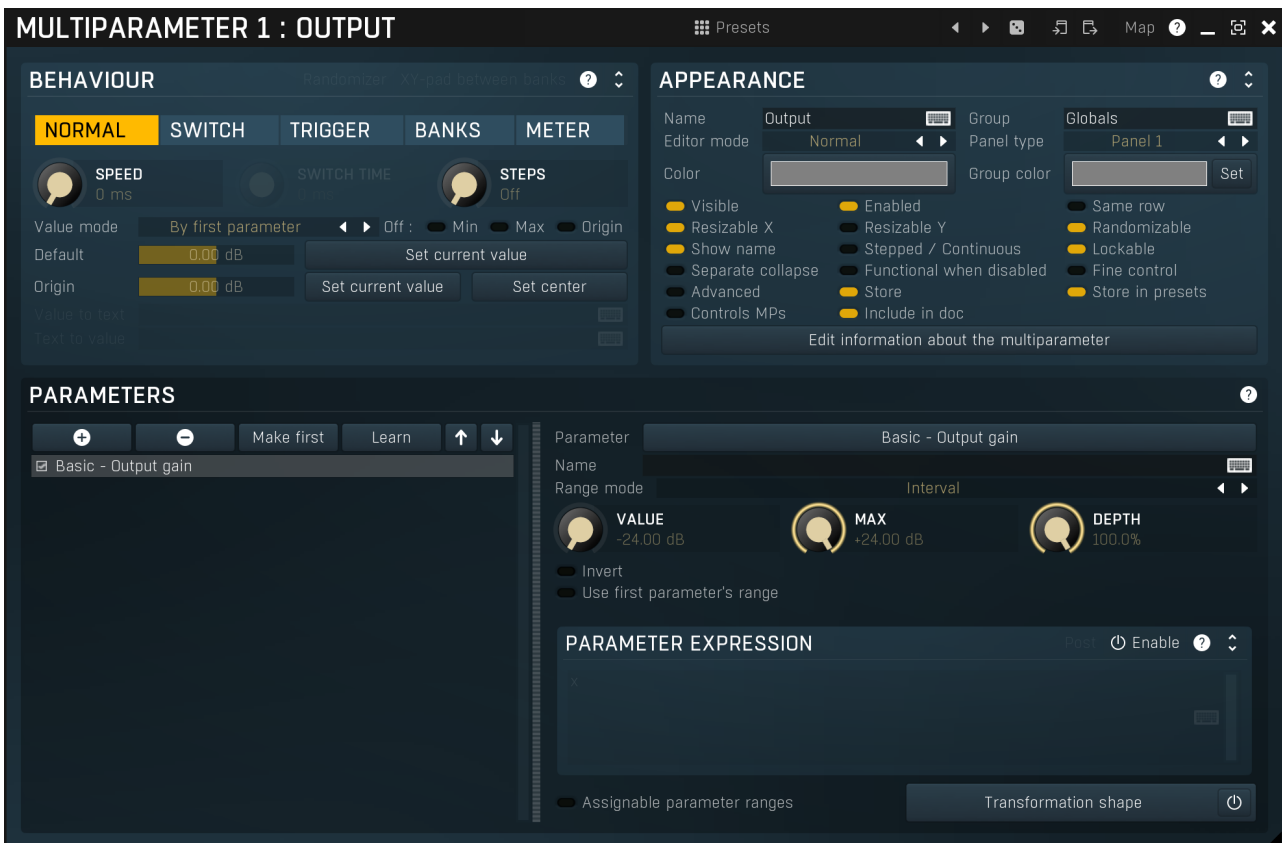 MULTIPARAMETER 1 : OUTPUT
Presets
Map ?
BEHAVIOUR
Randomizer XY-pad between banks ?
NORMAL SWITCH TRIGGER BANKS METER
SPEED
0 ms
SWITCH TIME
STEPS
Off
Value mode By first parameter Off : Min Max Origin
Default 0.00 dB Set current value
Origin 0.00 dB Set current value Set center
Value to text
Text to value
APPEARANCE ?
Name Output Group Globals
Editor mode Normal Panel type Panel 1
Color Group color Set
Visible Enabled Same row
Resizable X Resizable Y Randomizable
Show name Stepped / Continuous Lockable
Separate collapse Functional when disabled Fine control
Advanced Store Store in presets
Controls MPs Include in doc
Edit information about the multiparameter
PARAMETERS ?
Make first Learn
Basic - Output gain
Parameter Basic - Output gain
Name
Range mode Interval
VALUE
-24.00 dB
MAX
+24.00 dB
DEPTH
100.0%
Invert
Use first parameter's range
PARAMETER EXPRESSION Post Enable ?
x
Assignable parameter ranges Transformation shape